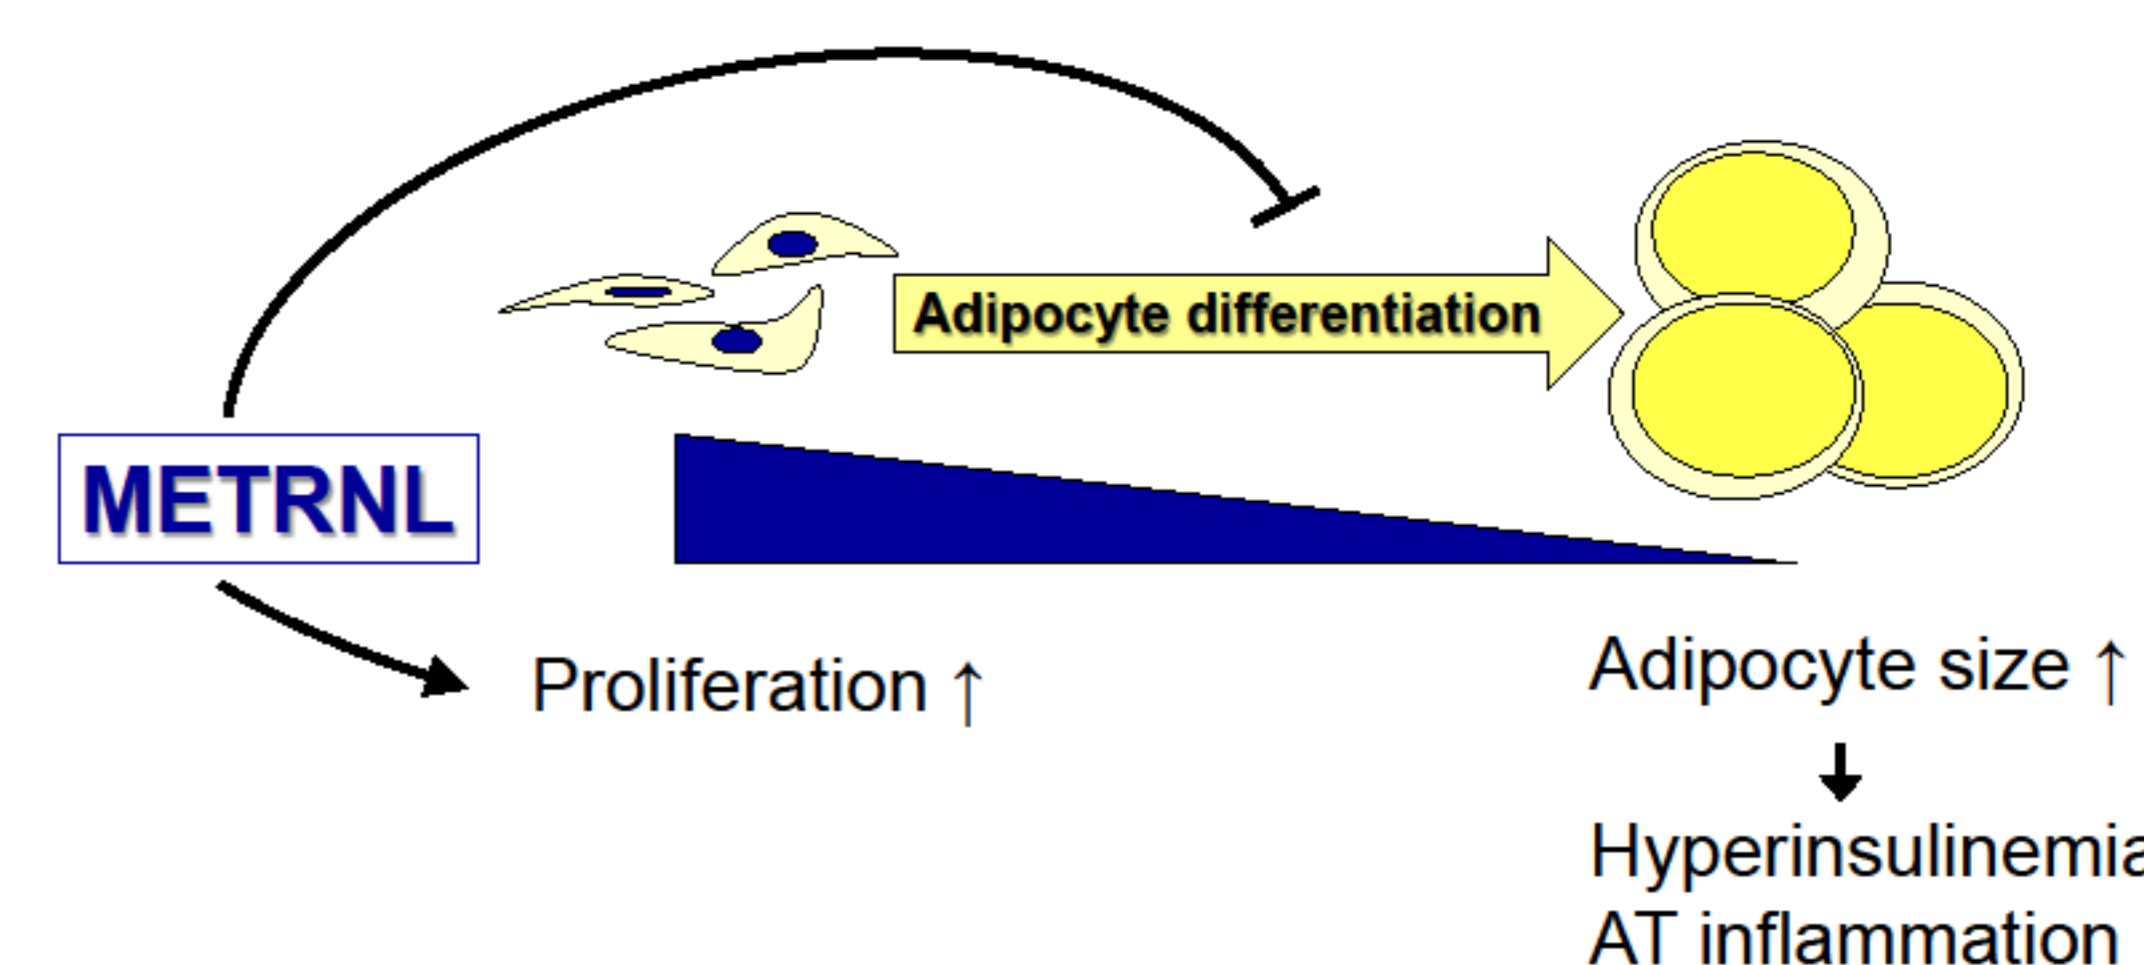 Adipocyte differentiation
METRNL
Proliferation ↑
Adipocyte size ↑
Hyperinsulinemia
AT inflammation